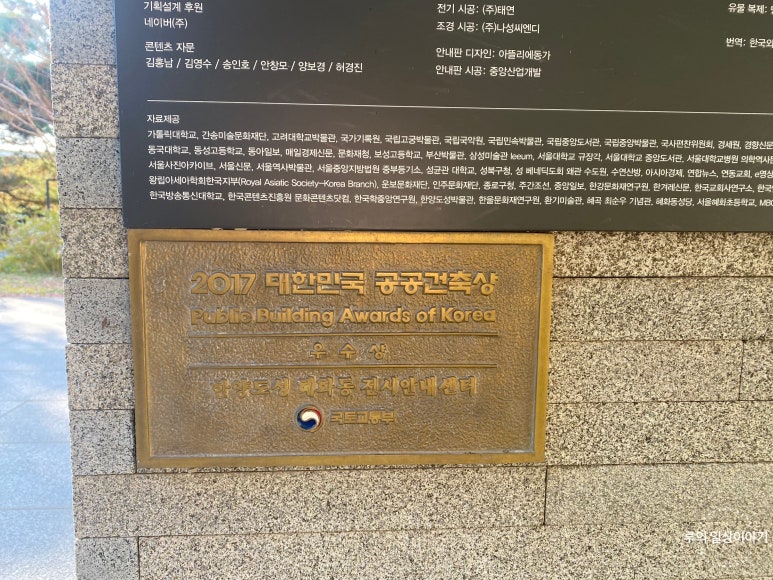 기획설계 후원
네이버(주)
콘텐츠 자문
김홍남 / 김영수 / 송인호 / 안창모 / 양보경 / 허경진
전기 시공: (주)태연
조경 시공: (주)나성씨엔디
안내판 디자인: 아뜰리에동가
안내판 시공: 중앙산업개발
유물 복제:
번역: 한국외
자료제공
가톨릭대학교, 간송미술문화재단, 고려대학교박물관, 국가기록원, 국립고궁박물관, 국립국악원, 국립민속박물관, 국립중앙도서관, 국립중앙박물관, 국사편찬위원회, 경세원, 경향신문
동국대학교, 동성고등학교, 동아일보, 매일경제신문, 문화재청, 보성고등학교, 부산박물관, 삼성미술관 leeum, 서울대학교 규장각, 서울대학교 중앙도서관, 서울대학교병원 의학역사문
서울사진아카이브, 서울신문, 서울역사박물관, 서울중앙지방법원 중부등기소, 성균관 대학교, 성북구청, 성 베네딕도회 왜관 수도원, 수연산방, 아시아경제, 연합뉴스, 연동교회, e영상
왕립아세아학회한국지부(Royal Asiatic Society-Korea Branch), 운보문화재단, 인주문화재단, 종로구청, 주간조선, 중앙일보, 한강문화재연구원, 한겨레신문, 한국교회사연구소, 한국
한국방송통신대학교, 한국콘텐츠진흥원 문화콘텐츠닷컴, 한국학중앙연구원, 한양도성박물관, 한울문화재연구원, 환기미술관, 혜곡 최순우 기념관, 혜화동성당, 서울혜화초등학교, MBC
2017 대한민국 공공건축상
Public Building Awards of Korea
우수상
한양도성 혜화동 전시안내 센터
국토교통부
일상이야기